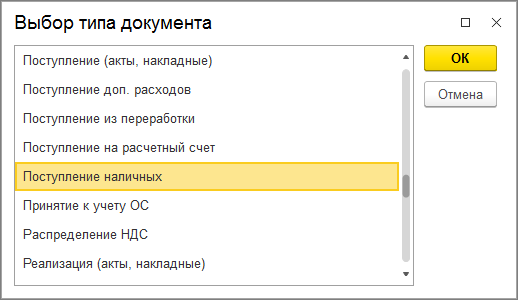 Выбор типа документа
Поступление (акты, накладные)
Поступление доп. расходов
Поступление из переработки
Поступление на расчетный счет
Поступление наличных
Принятие к учету ОС
Распределение НДС
Реализация (акты, накладные)
ОК
Отмена